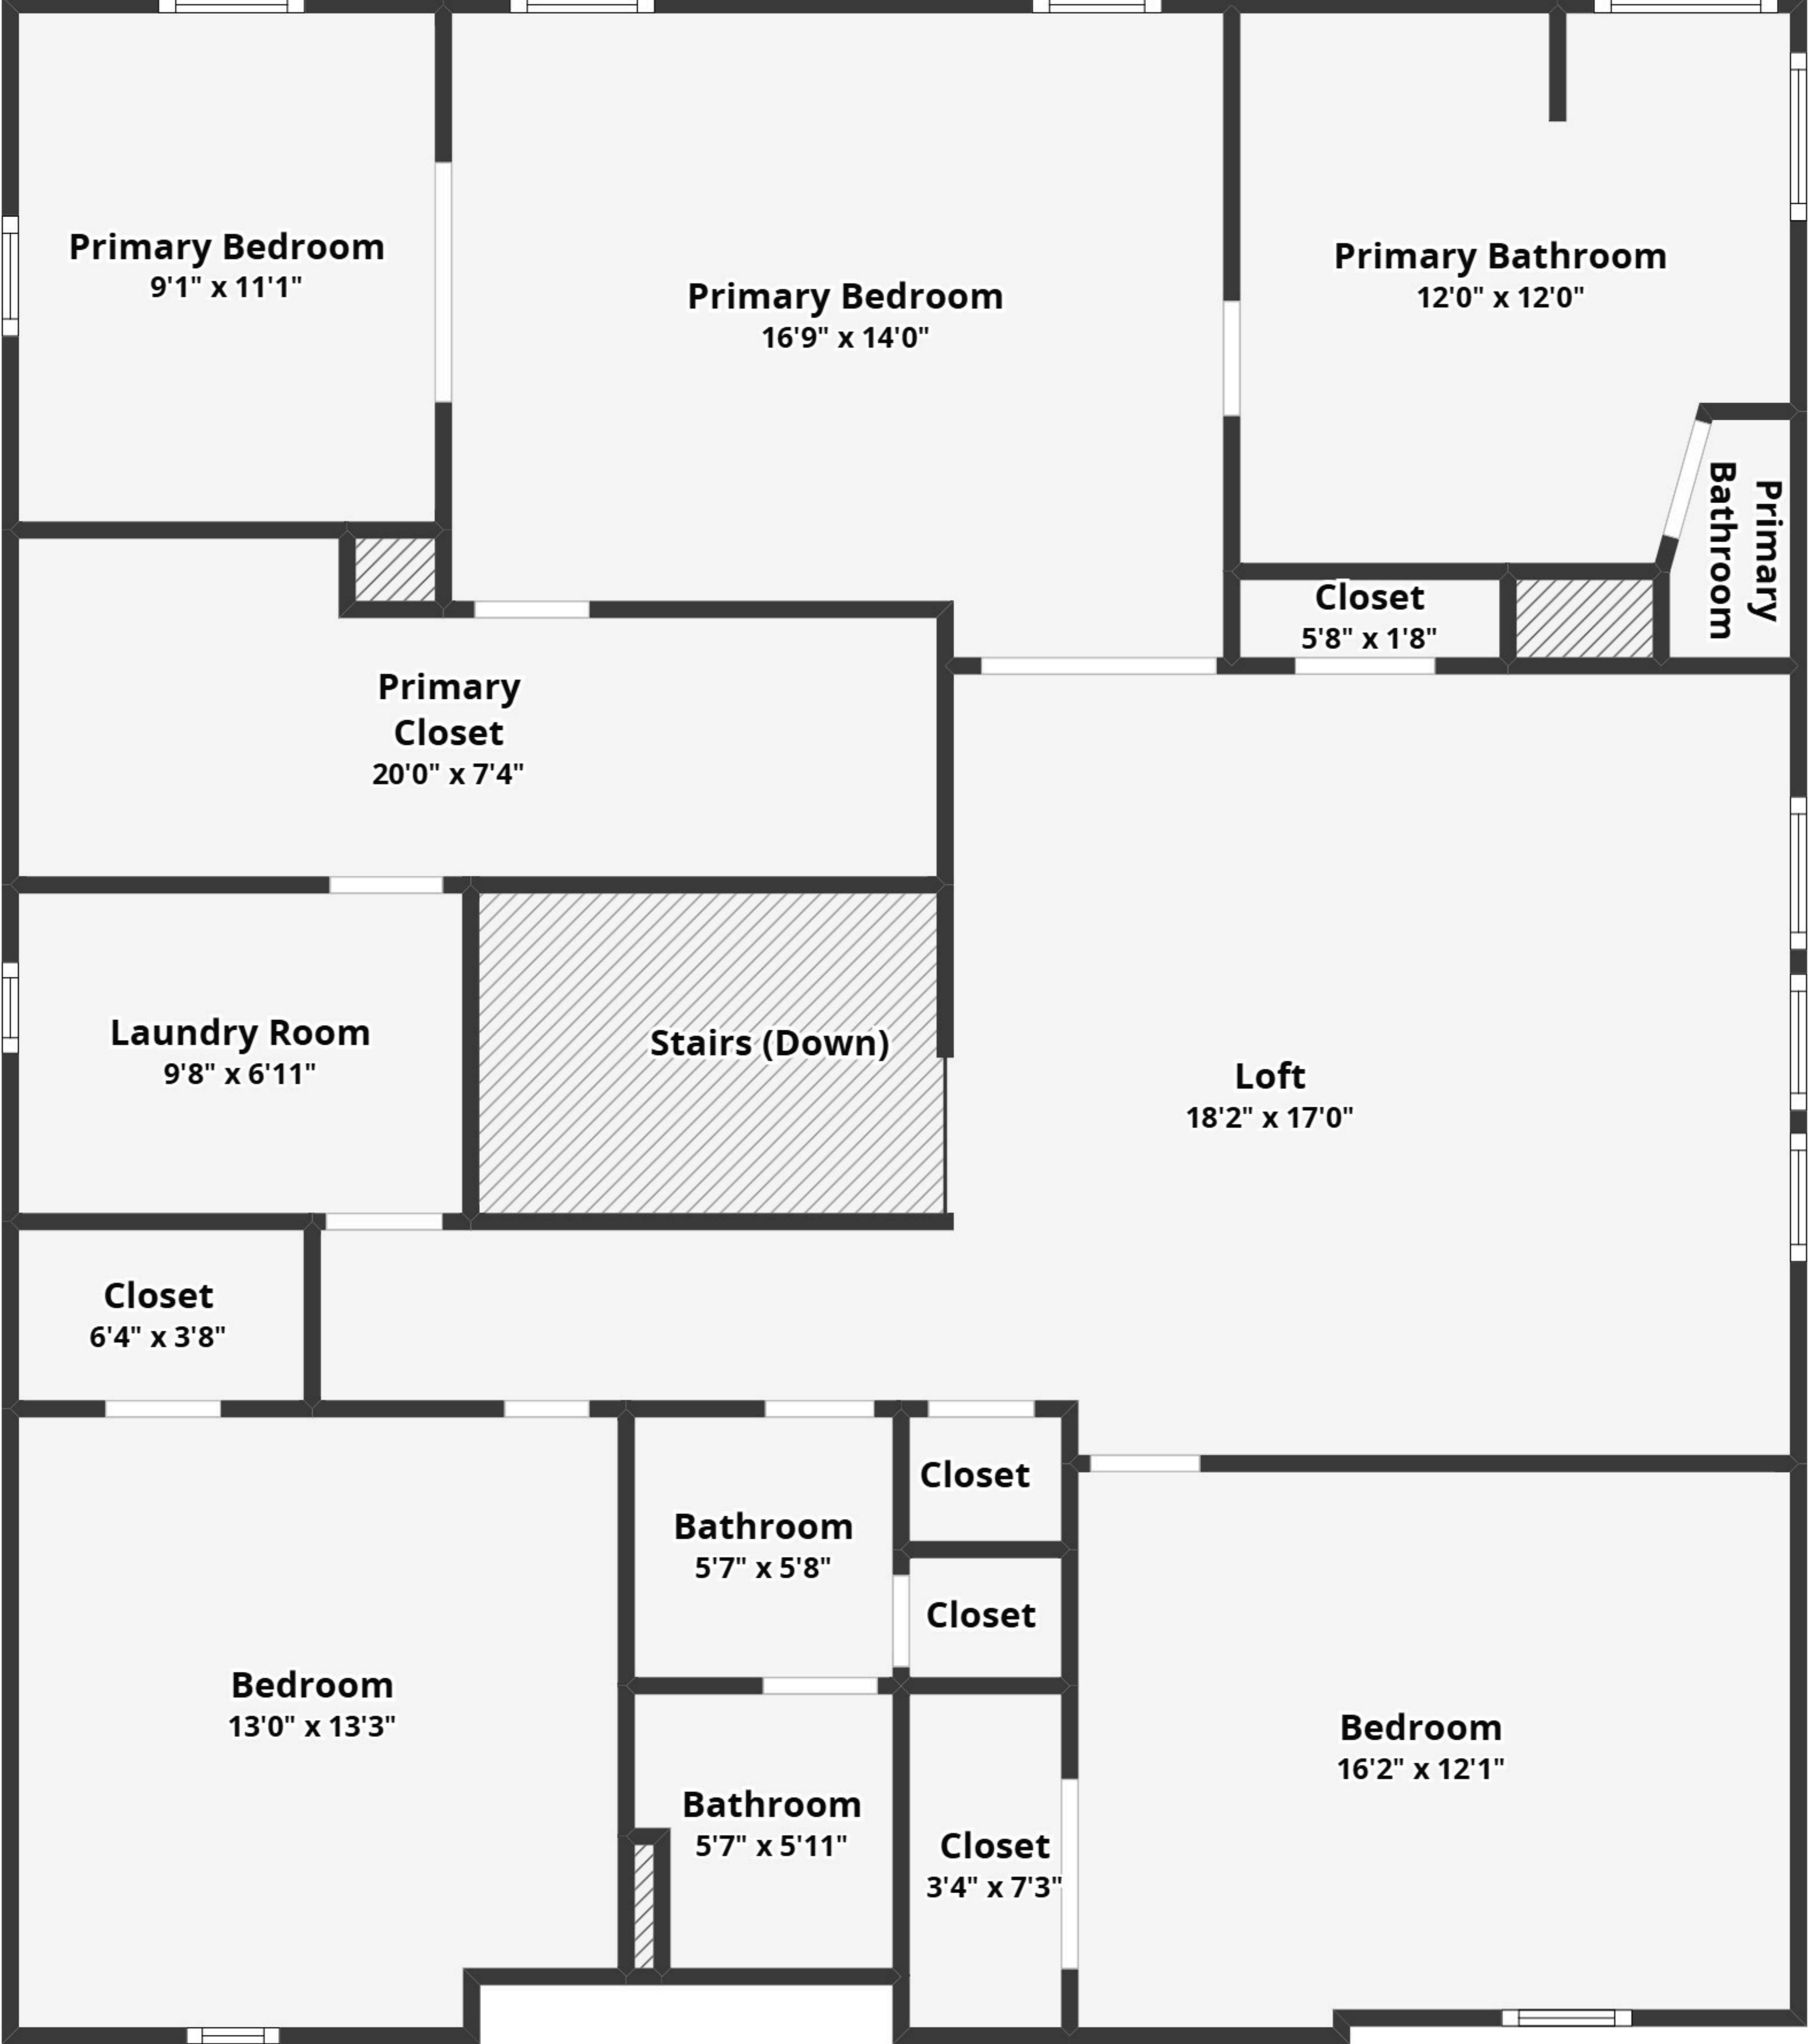 Primary Bedroom
9'1" x 11'1"
Primary Bedroom
16'9" x 14'0"
Primary Bathroom
12'0" x 12'0"
Primary
Bathroom
Closet
5'8" x 1'8"
Primary
Closet
20'0" x 7'4"
Laundry Room
9'8" x 6'11"
Stairs (Down)
Loft
18'2" x 17'0"
Closet
6'4" x 3'8"
Closet
Bathroom
5'7" x 5'8"
Closet
Bedroom
13'0" x 13'3"
Bedroom
16'2" x 12'1"
Bathroom
5'7" x 5'11"
Closet
3'4" x 7'3"